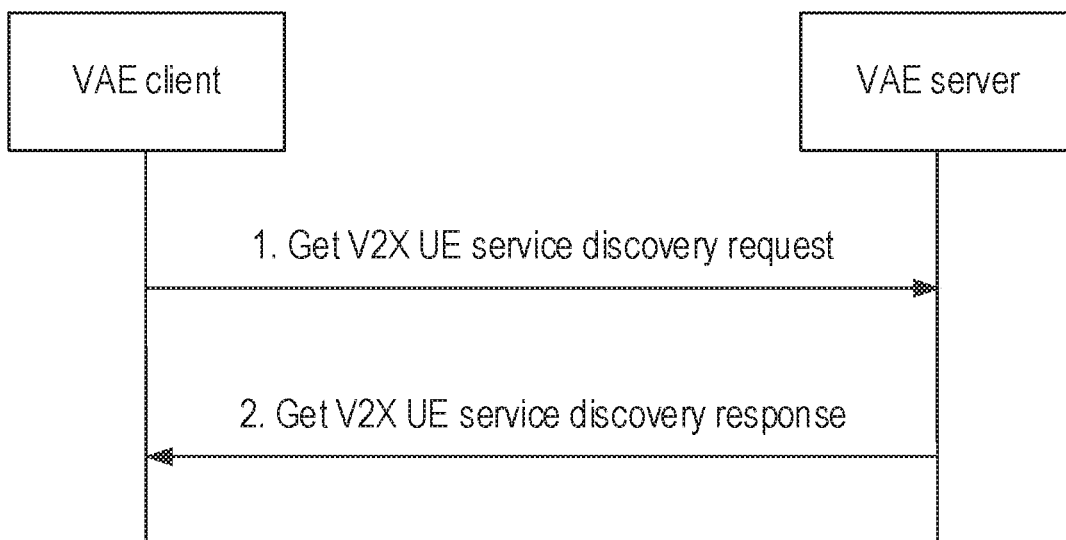 VAE client
VAE server
1. Get V2X UE service discovery request
2. Get V2X UE service discovery response